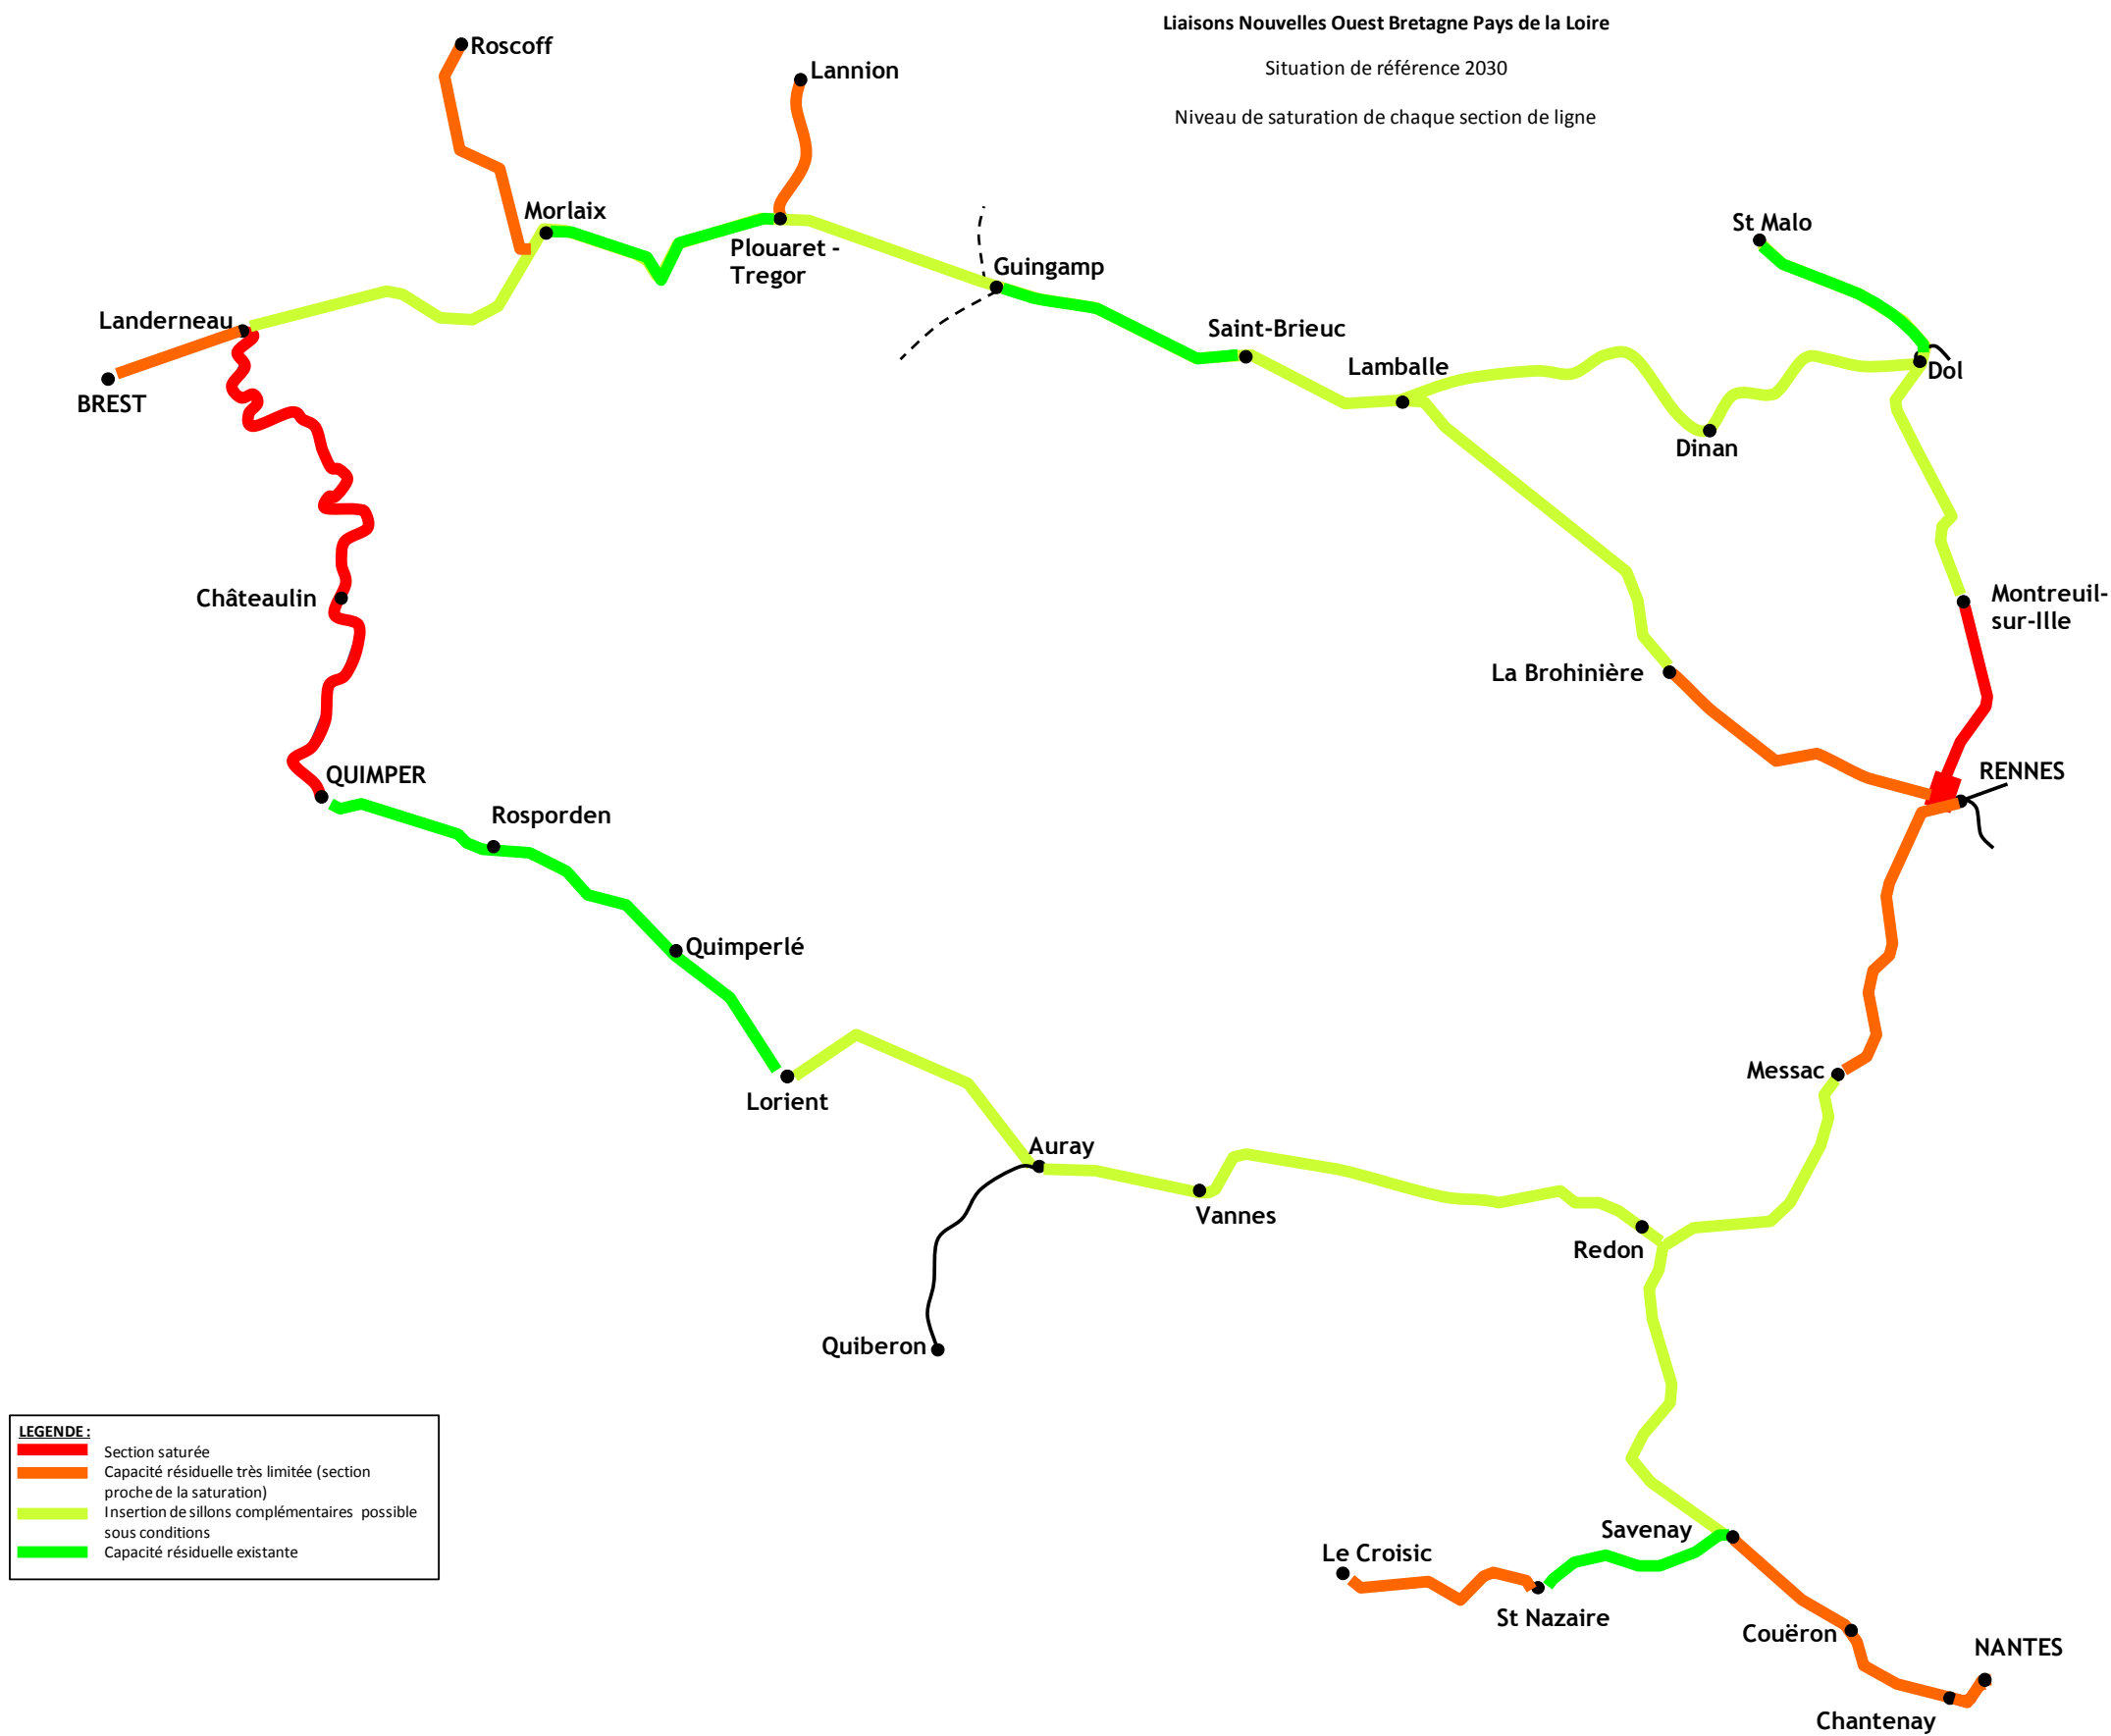 Liaisons Nouvelles Ouest Bretagne Pays de la Loire
Situation de référence 2030
Niveau de saturation de chaque section de ligne
Roscoff
Lannion
Morlaix
Plouaret -
Tregor
Guingamp
St Malo
Landerneau
BREST
Saint-Brieuc
Lamballe
Dol
Dinan
Châteaulin
Montreuil-
sur-Ille
La Brohinière
QUIMPER
RENNES
Rosporden
Quimperlé
Lorient
Messac
Auray
Vannes
Redon
Quiberon
LEGENDE :
Section saturée
Capacité résiduelle très limitée (section
proche de la saturation)
Insertion de sillons complémentaires possible
sous conditions
Capacité résiduelle existante
Savenay
Le Croisic
St Nazaire
Couëron
NANTES
Chantenay